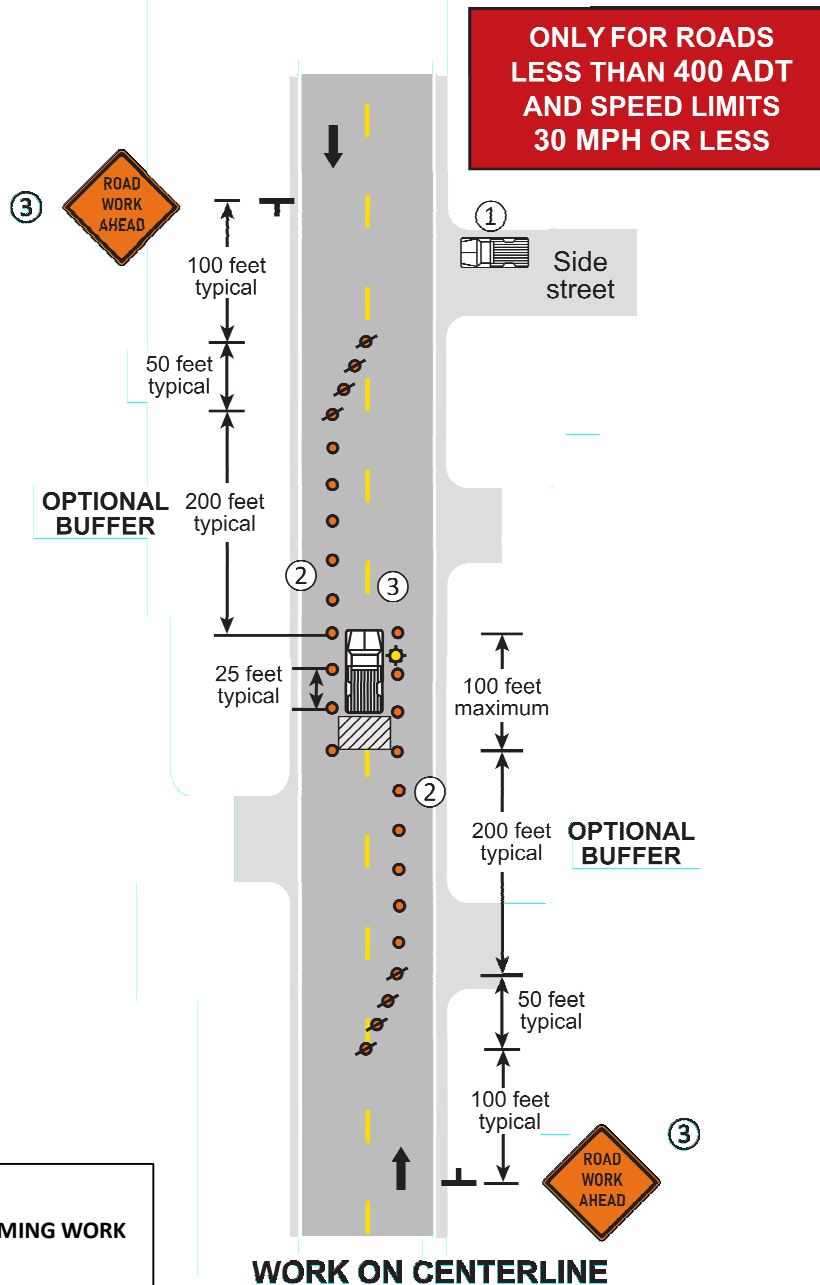 ONLY FOR ROADS
LESS THAN 400 ADT
AND SPEED LIMITS
30 MPH OR LESS
ROAD
WORK
AHEAD
3
100 feet
typical
1
Side
street
50 feet
typical
OPTIONAL
BUFFER
200 feet
typical
2
3
25 feet
typical
100 feet
maximum
2
200 feet
typical
OPTIONAL
BUFFER
50 feet
typical
100 feet
typical
3
ROAD
WORK
AHEAD
MING WORK
WORK ON CENTERLINE